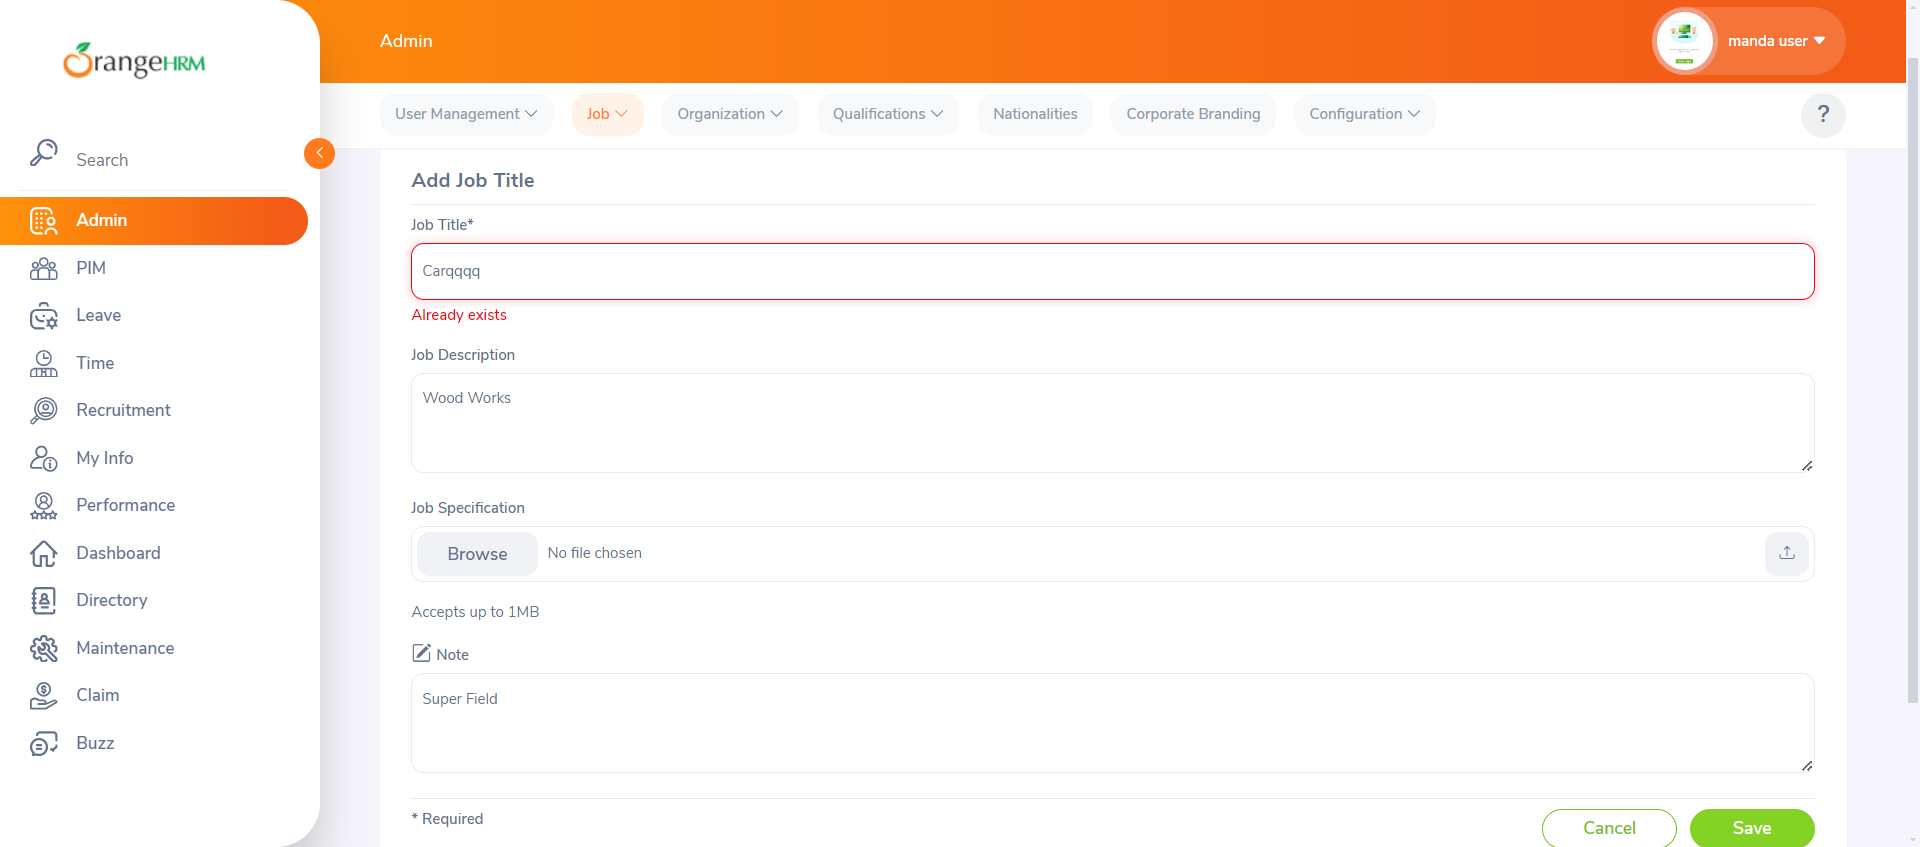 OrangeHRM
Admin
manda user
User Management
Job
Organization
Qualifications
Nationalities
Corporate Branding
Configuration
?
Search
Admin
PIM
Leave
Time
Recruitment
My Info
Performance
Dashboard
Directory
Maintenance
Claim
Buzz
Add Job Title
Job Title*
Carqqqq
Already exists
Job Description
Wood Works
Job Specification
Browse
No file chosen
Accepts up to 1MB
Note
Super Field
* Required
Cancel
Save